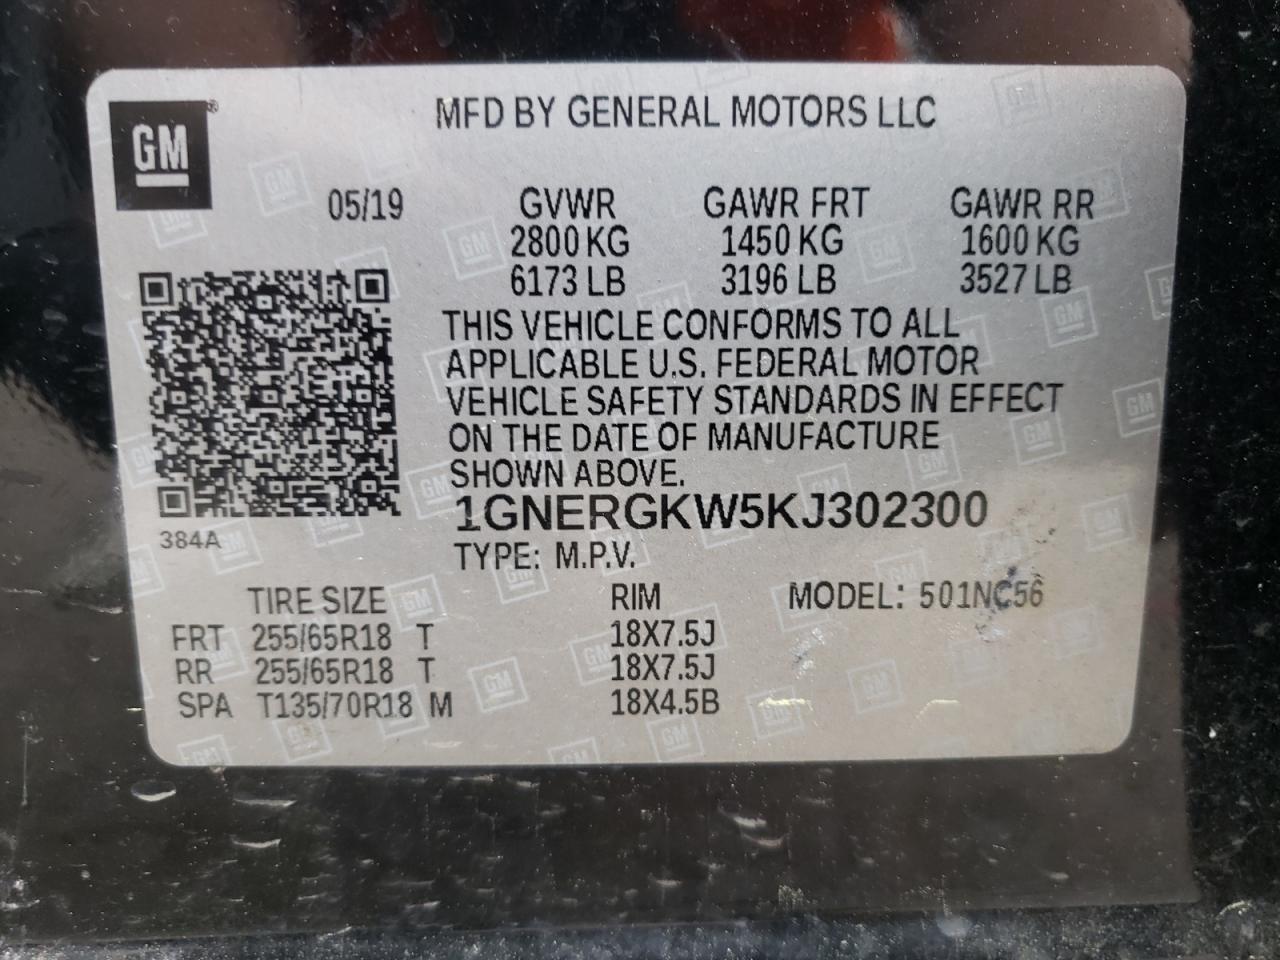 GM®
MFD BY GENERAL MOTORS LLC
05/19 GVWR GAWR FRT GAWR RR
2800 KG 1450 KG 1600 KG
6173 LB 3196 LB 3527 LB
THIS VEHICLE CONFORMS TO ALL
APPLICABLE U.S. FEDERAL MOTOR
VEHICLE SAFETY STANDARDS IN EFFECT
ON THE DATE OF MANUFACTURE
SHOWN ABOVE.
1GNERGKW5KJ302300
384A
TYPE: M.P.V.
TIRE SIZE RIM MODEL: 501NC56
FRT 255/65R18 T 18X7.5J
RR 255/65R18 T 18X7.5J
SPA T135/70R18 M 18X4.5B